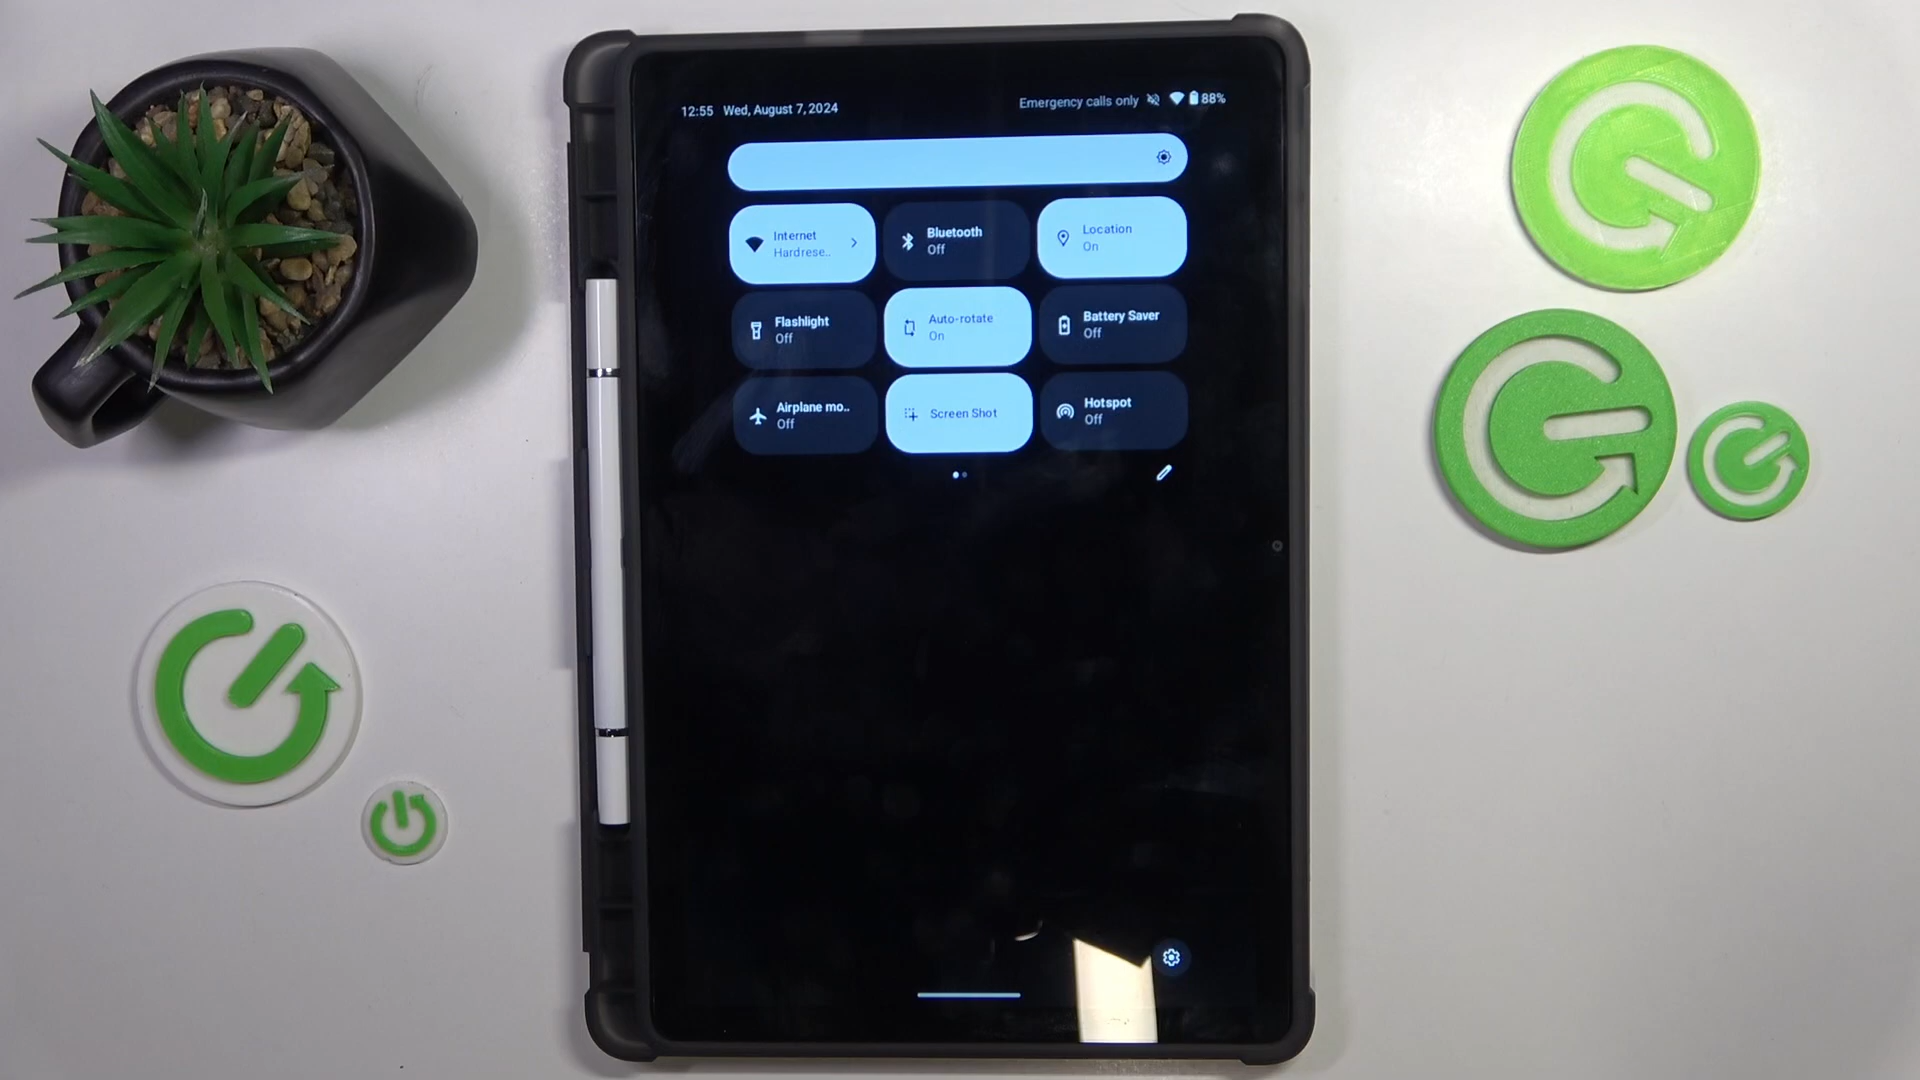 12:55 Wed, August 7, 2024
Emergency calls only 88%
Internet
Hardrese..
Bluetooth
Off
Location
On
Flashlight
Off
Auto-rotate
On
Battery Saver
Off
Airplane mo..
Off
Screen Shot
Hotspot
Off